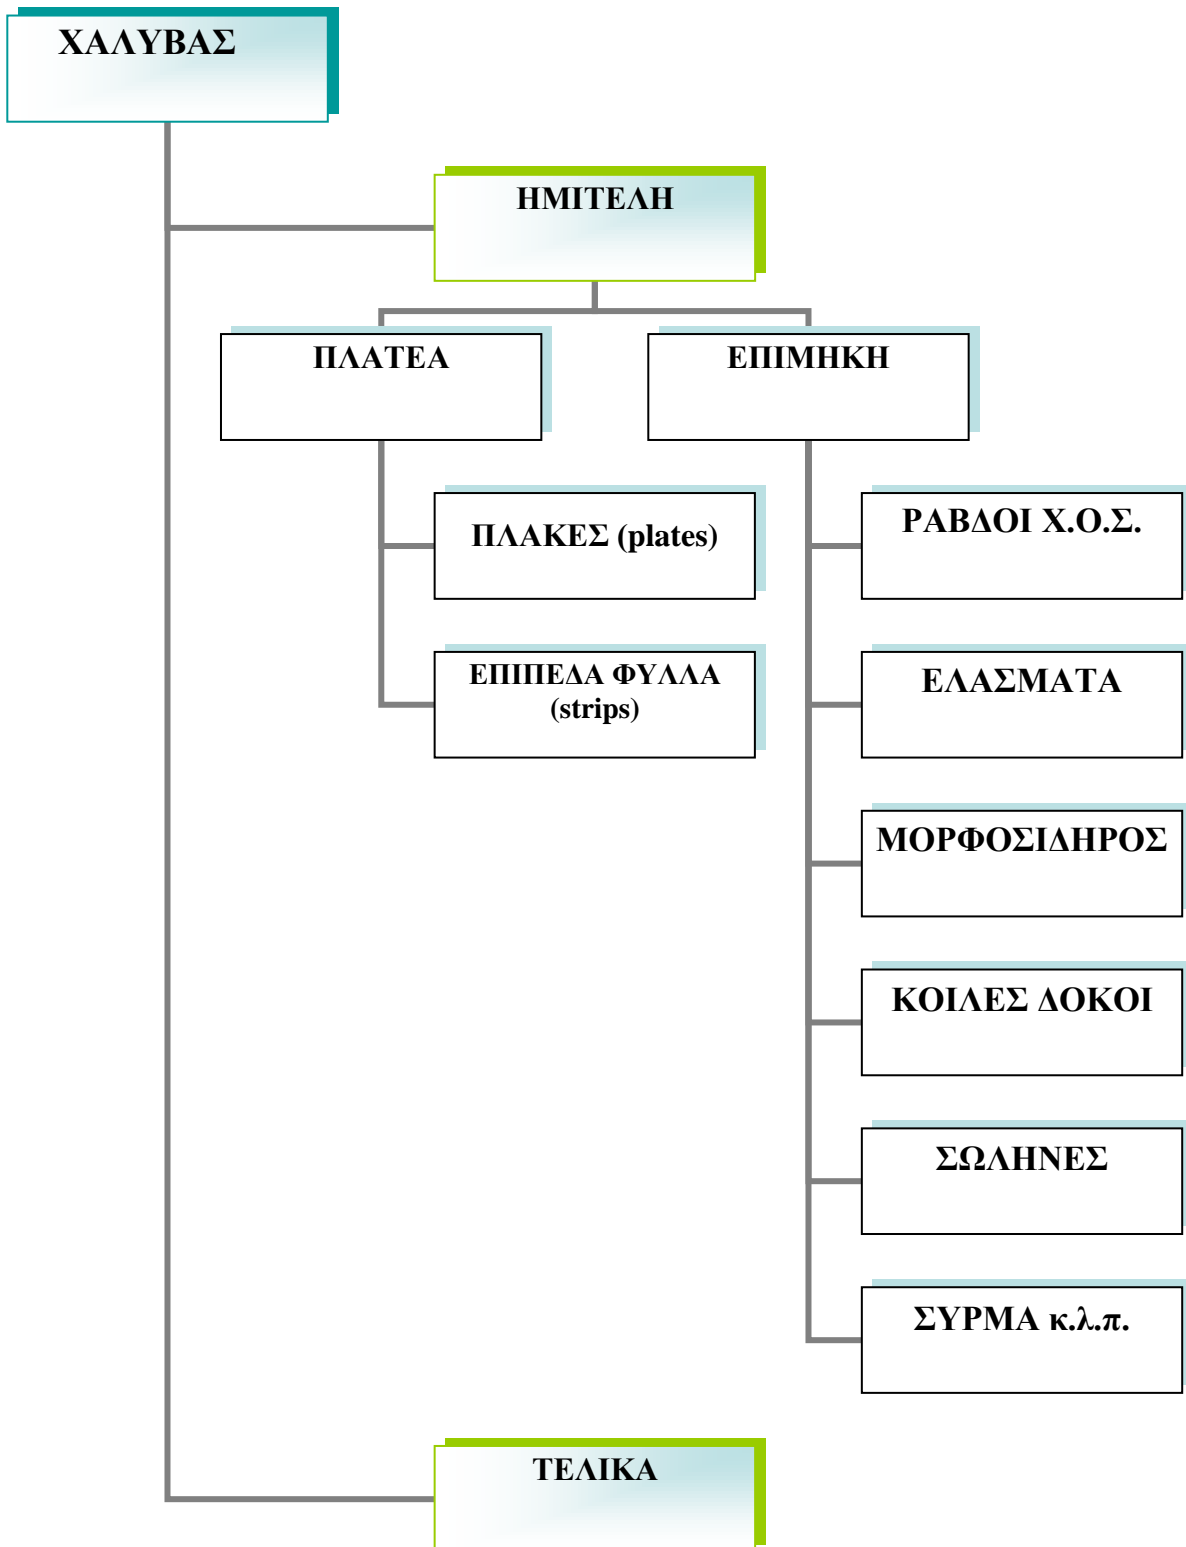 ΧΑΛΥΒΑΣ
ΗΜΙΤΕΛΗ
ΠΛΑΤΕΑ
ΕΠΙΜΗΚΗ
ΠΛΑΚΕΣ (plates)
ΡΑΒΔΟΙ Χ.Ο.Σ.
ΕΠΙΠΕΔΑ ΦΥΛΛΑ
(strips)
ΕΛΑΣΜΑΤΑ
ΜΟΡΦΟΣΙΔΗΡΟΣ
ΚΟΙΛΕΣ ΔΟΚΟΙ
ΣΩΛΗΝΕΣ
ΣΥΡΜΑ κ.λ.π.
ΤΕΛΙΚΑ